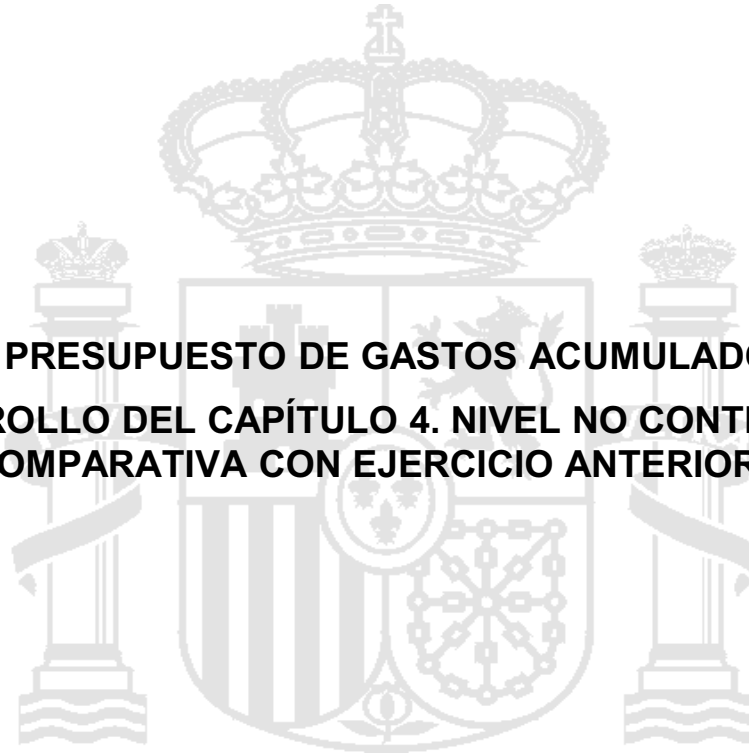 PRESUPUESTO DE GASTOS ACUMULADO
ROLLO DEL CAPÍTULO 4. NIVEL NO CONT
OMPARATIVA CON EJERCICIO ANTERIOR